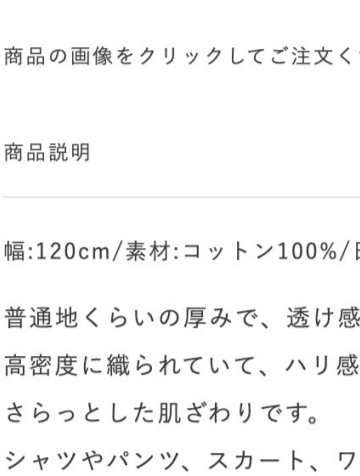 商品の画像をクリックしてご注文く
商品説明
幅:120cm/素材:コットン100%/
普通地くらいの厚みで、透け感
高密度に織られていて、ハリ感
さらっとした肌ざわりです。
シャツやパンツ、スカート、ワ